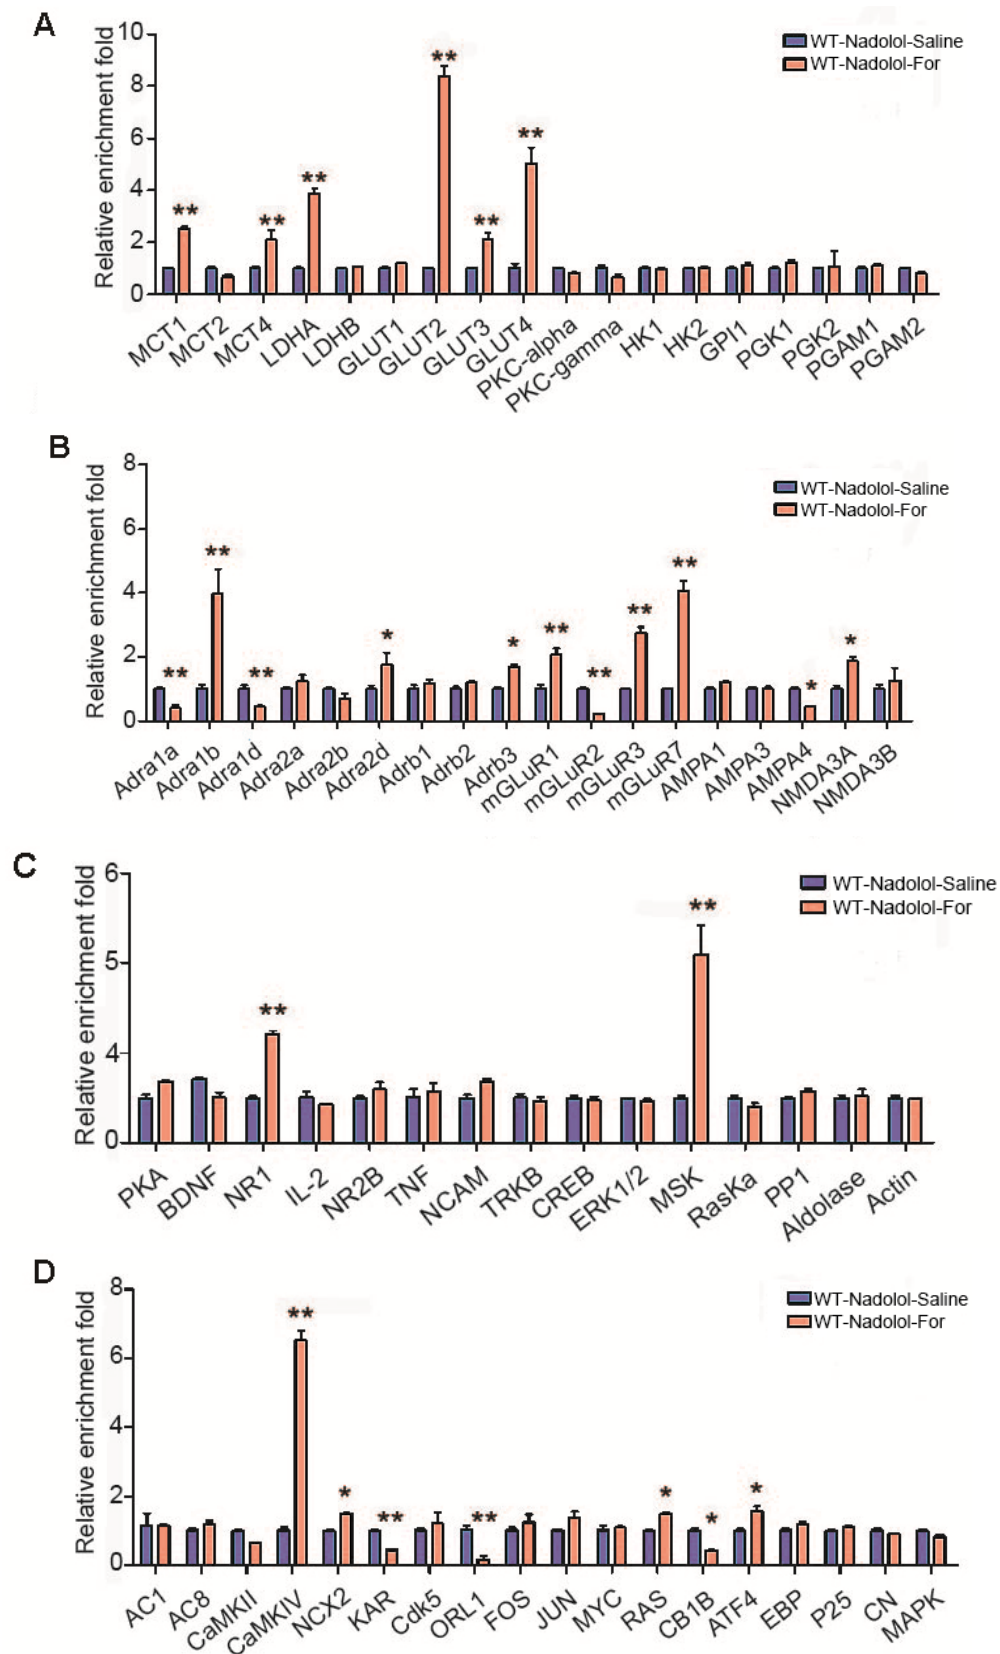 A
Relative enrichment fold
10
8
6
4
2
0
WT-Nadolol-Saline
WT-Nadolol-For
**
**
**
**
**
**
MCT1
MCT2
MCT4
LDHA
LDHB
GLUT1
GLUT2
GLUT3
GLUT4
PKC-alpha
PKC-gamma
HK1
HK2
GPI1
PGK1
PGK2
PGAM1
PGAM2
B
Relative enrichment fold
8
6
4
2
0
WT-Nadolol-Saline
WT-Nadolol-For
**
**
**
*
*
**
**
**
**
*
*
Adra1a
Adra1b
Adra1d
Adra2a
Adra2b
Adra2d
Adrb1
Adrb2
Adrb3
mGLuR1
mGLuR2
mGLuR3
mGLuR7
AMPA1
AMPA3
AMPA4
NMDA3A
NMDA3B
C
Relative enrichment fold
6
5
4
0
WT-Nadolol-Saline
WT-Nadolol-For
**
**
PKA
BDNF
NR1
IL-2
NR2B
TNF
NCAM
TRKB
CREB
ERK1/2
MSK
RasKa
PP1
Aldolase
Actin
D
Relative enrichment fold
8
6
4
2
0
WT-Nadolol-Saline
WT-Nadolol-For
**
*
**
**
*
*
*
AC1
AC8
CaMKII
CaMKIV
NCX2
KAR
Cdk5
ORL1
FOS
JUN
MYC
RAS
CB1B
ATF4
EBP
P25
CN
MAPK